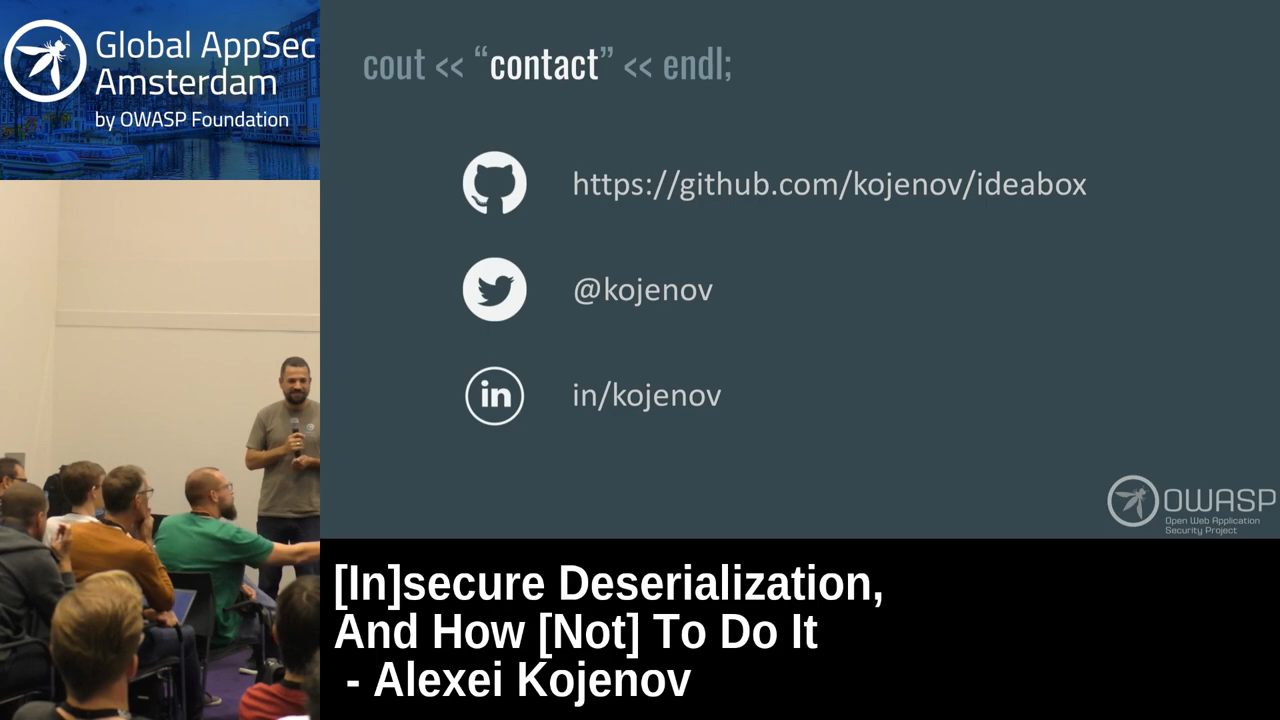 Global AppSec
Amsterdam
by OWASP Foundation
cout << “contact” << endl;
https://github.com/kojenov/ideabox
@kojenov
in in/kojenov
OWASP
Open Web Application
Security Project
[In]secure Deserialization,
And How [Not] To Do It
- Alexei Kojenov